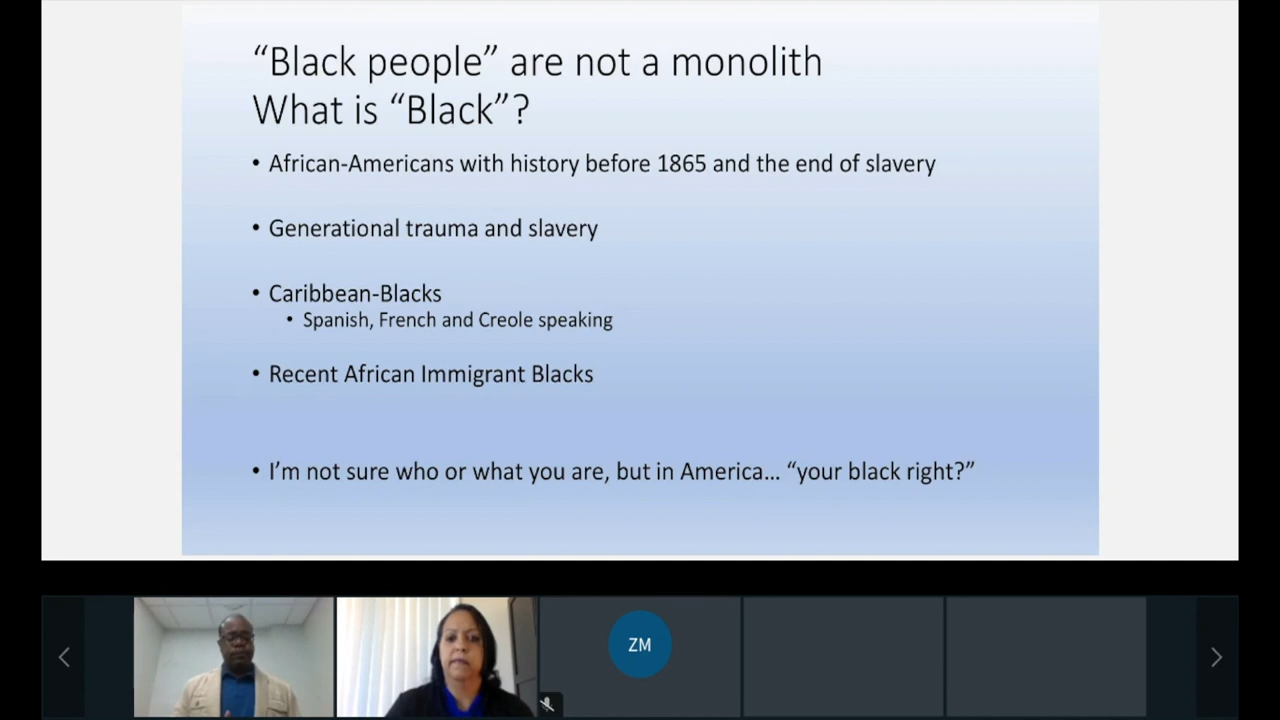 “Black people” are not a monolith
What is “Black”?
• African-Americans with history before 1865 and the end of slavery
• Generational trauma and slavery
• Caribbean-Blacks
• Spanish, French and Creole speaking
• Recent African Immigrant Blacks
• I’m not sure who or what you are, but in America… “your black right?”
ZM